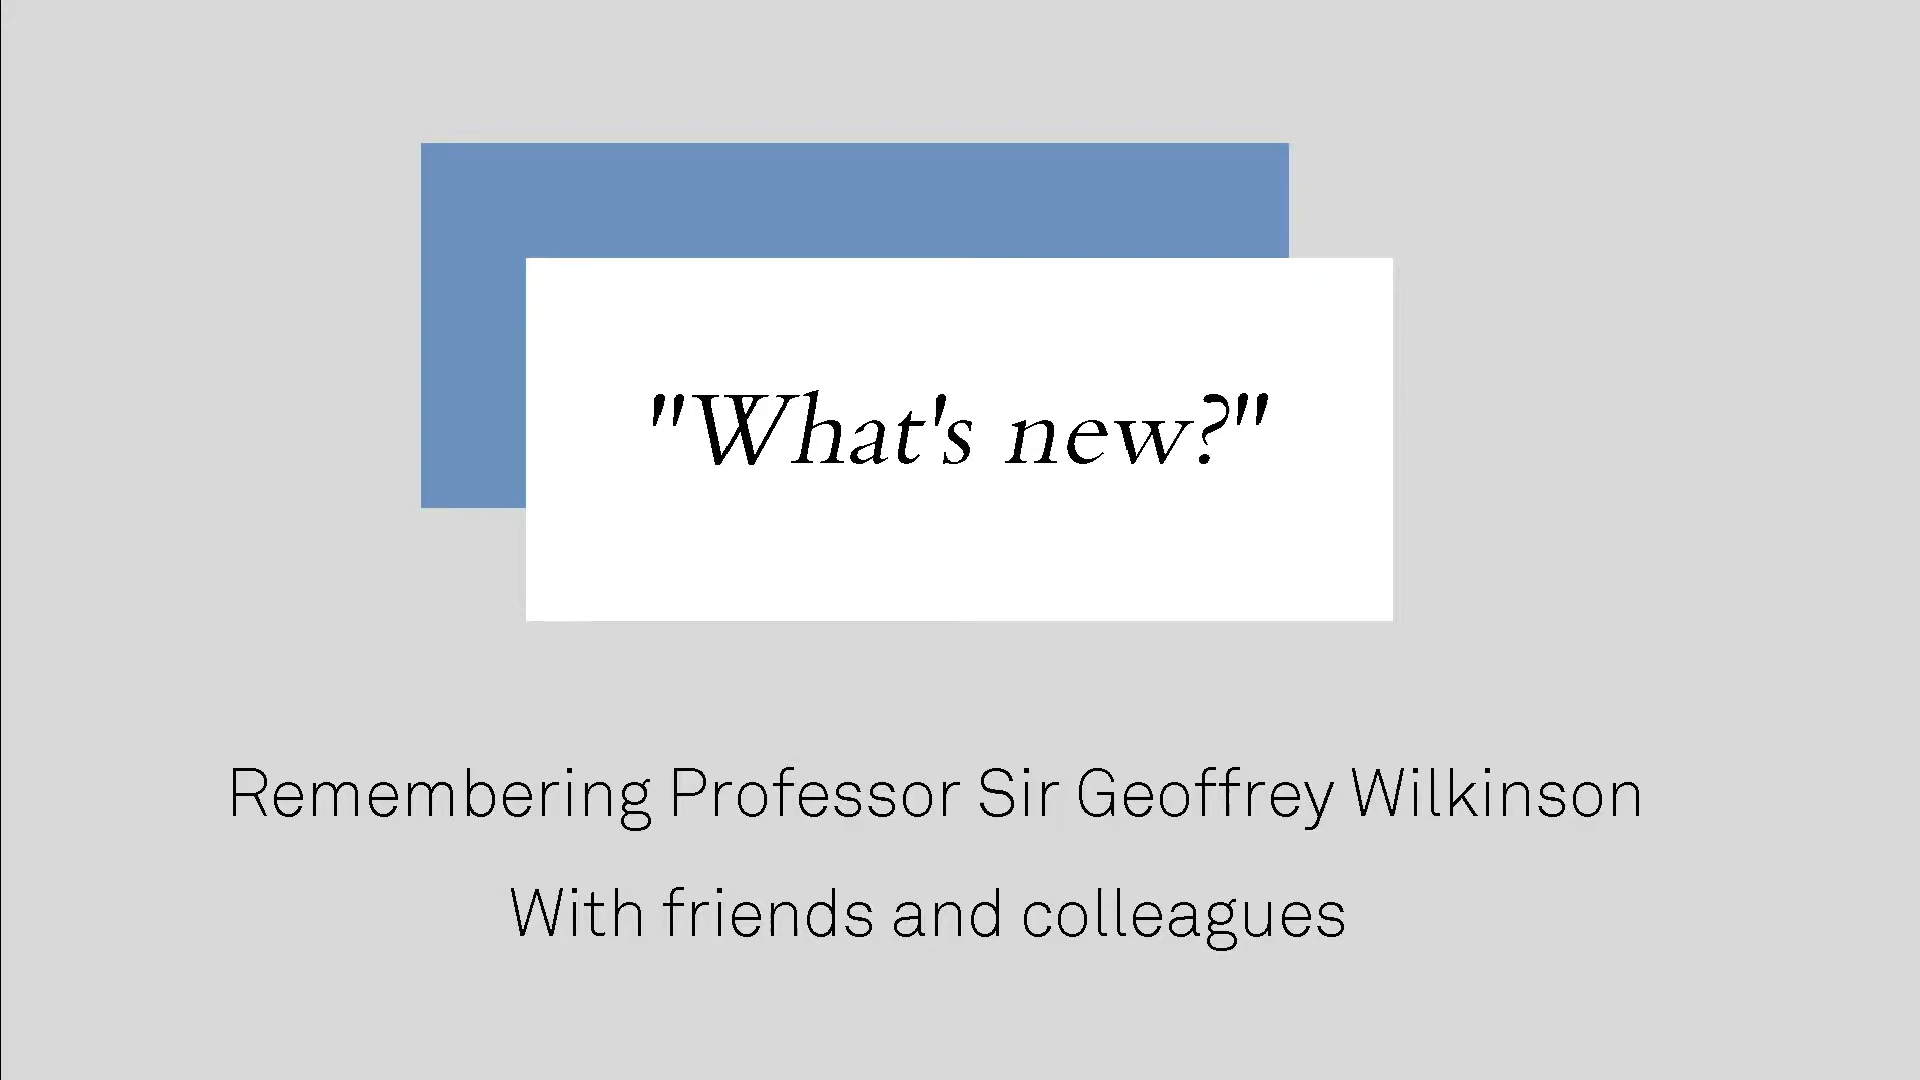 "What's new?"
Remembering Professor Sir Geoffrey Wilkinson
With friends and colleagues